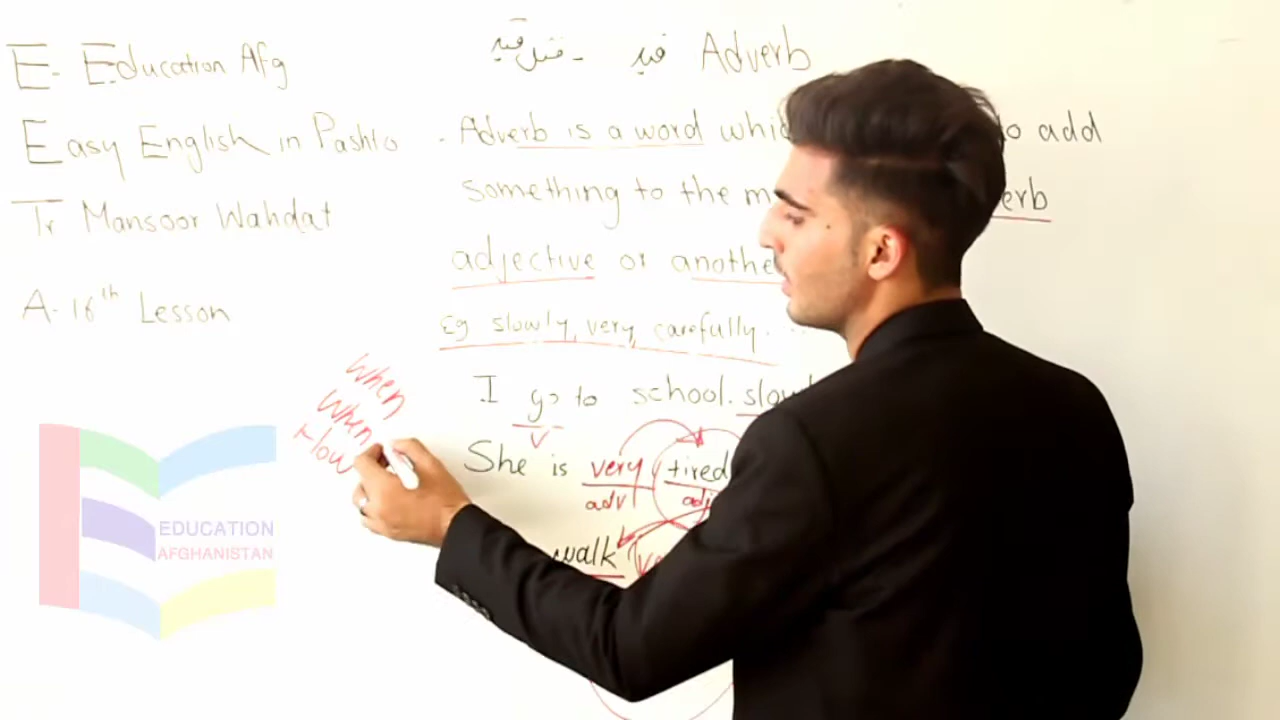 E- Education Afg
Easy English in Pashto
Tr Mansoor Wahdat
A-16th Lesson
قید Adverb
- Adverb is a word which to add
something to the verb
adjective or
Eg slowly, very, carefully...
I go to school.
v
She is very tired
adv adj
walk
When
When
How
EDUCATION
AFGHANISTAN